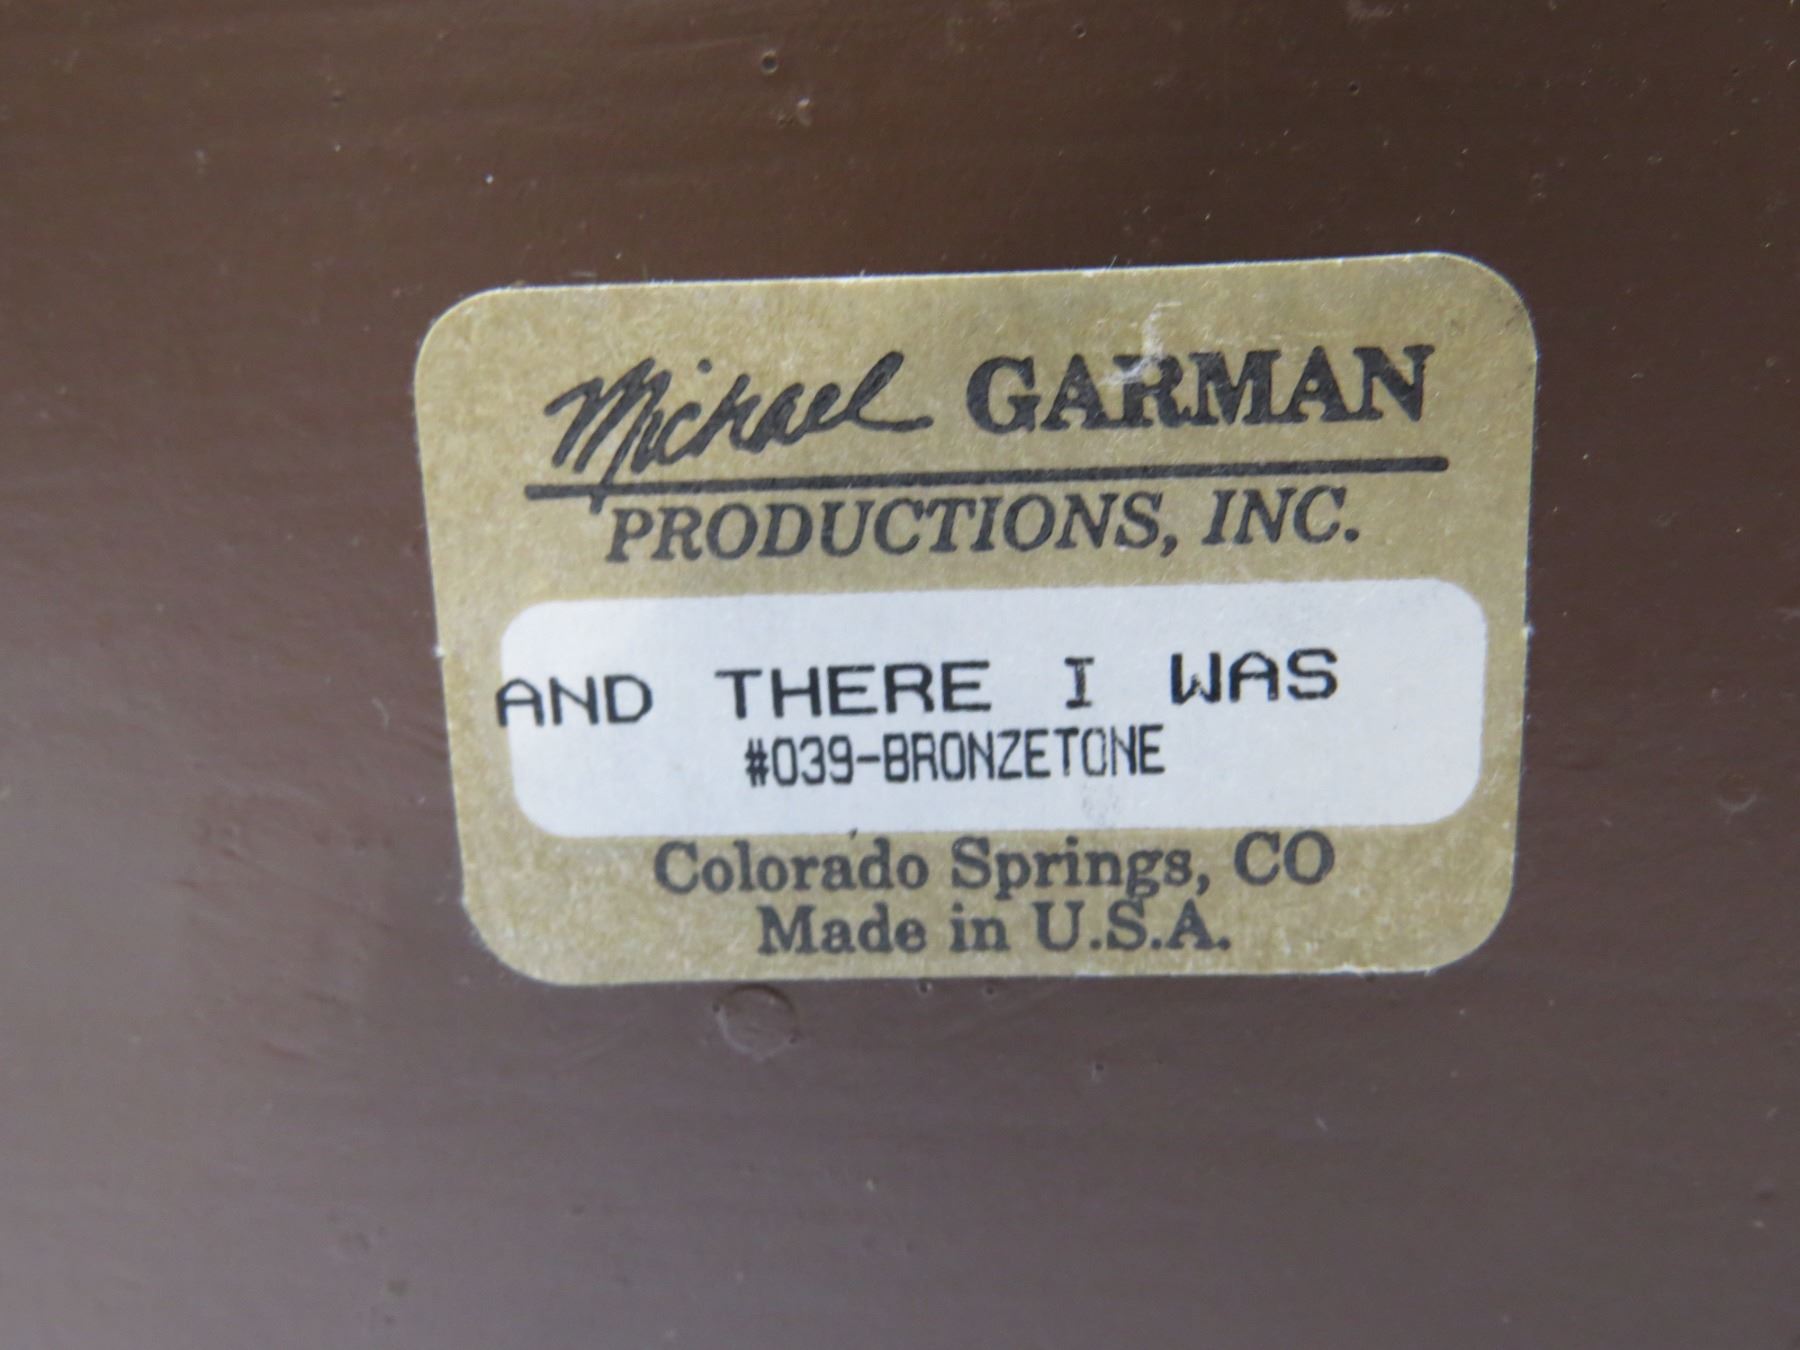 Michael GARMAN
PRODUCTIONS, INC.
AND THERE I WAS
#039-BRONZETONE
Colorado Springs, CO
Made in U.S.A.